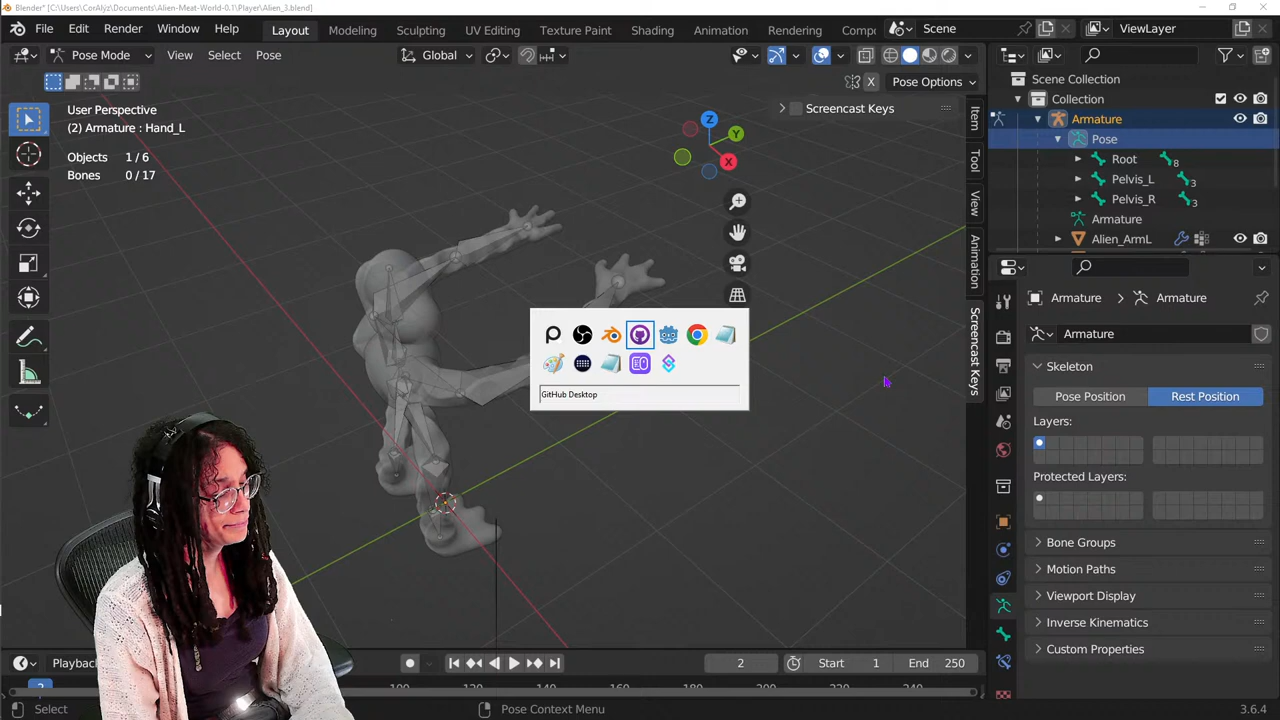 Blender* [C:\Users\CorAlyz\Documents\Alien-Meat-World-0.1\Player\Alien_3.blend]
File Edit Render Window Help Layout Modeling Sculpting UV Editing Texture Paint Shading Animation Rendering Comp Scene ViewLayer
Pose Mode View Select Pose Global
Pose Options
User Perspective
(2) Armature : Hand_L
Objects 1 / 6
Bones 0 / 17
Screencast Keys
Z
Y
X
Item
Tool
View
Animation
Screencast Keys
GitHub Desktop
Scene Collection
Collection
Armature
Pose
Root 8
Pelvis_L 3
Pelvis_R 3
Armature
Alien_ArmL
Armature Armature
Armature
Skeleton
Pose Position Rest Position
Layers:
Protected Layers:
Bone Groups
Motion Paths
Viewport Display
Inverse Kinematics
Custom Properties
Playback 2 Start 1 End 250
Select Pose Context Menu 3.6.4